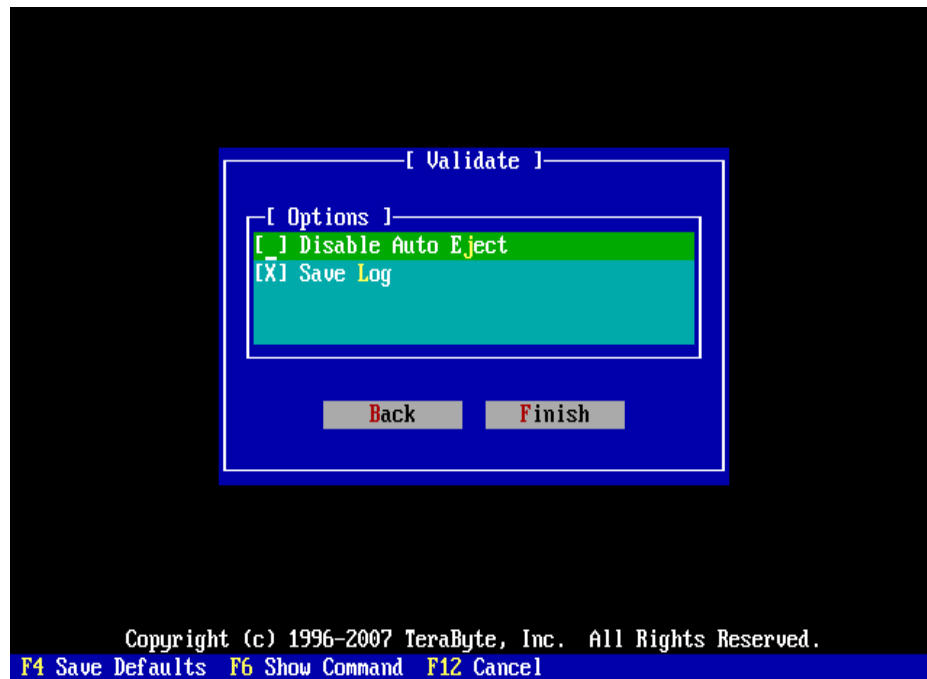 [ Validate ]
[ Options ]
[ ] Disable Auto Eject
[X] Save Log
Back Finish
Copyright (c) 1996-2007 TeraByte, Inc. All Rights Reserved.
F4 Save Defaults F6 Show Command F12 Cancel